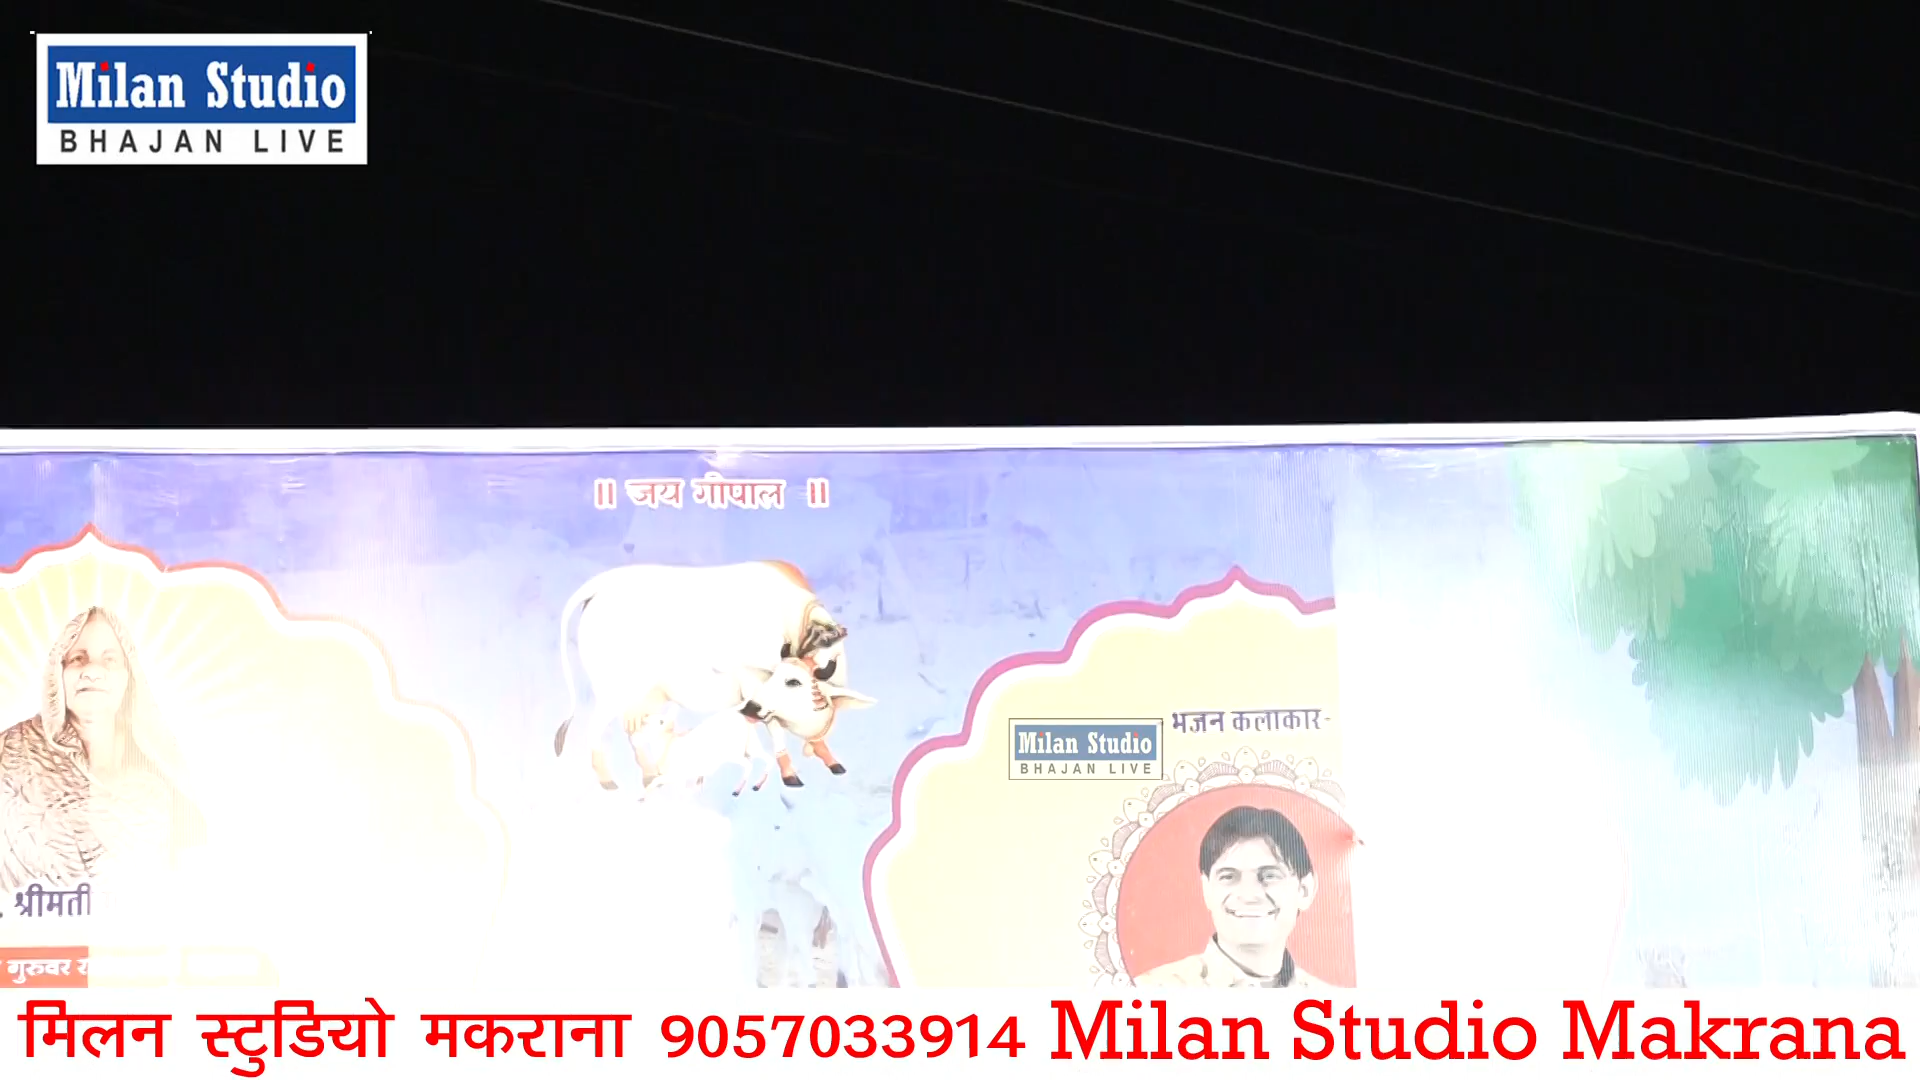 Milan Studio
BHAJAN LIVE
॥ जय गोपाल ॥
भजन कलाकार-
Milan Studio
BHAJAN LIVE
श्रीमती
गुरुवर
मिलन स्टुडियो मकराना 9057033914 Milan Studio Makrana